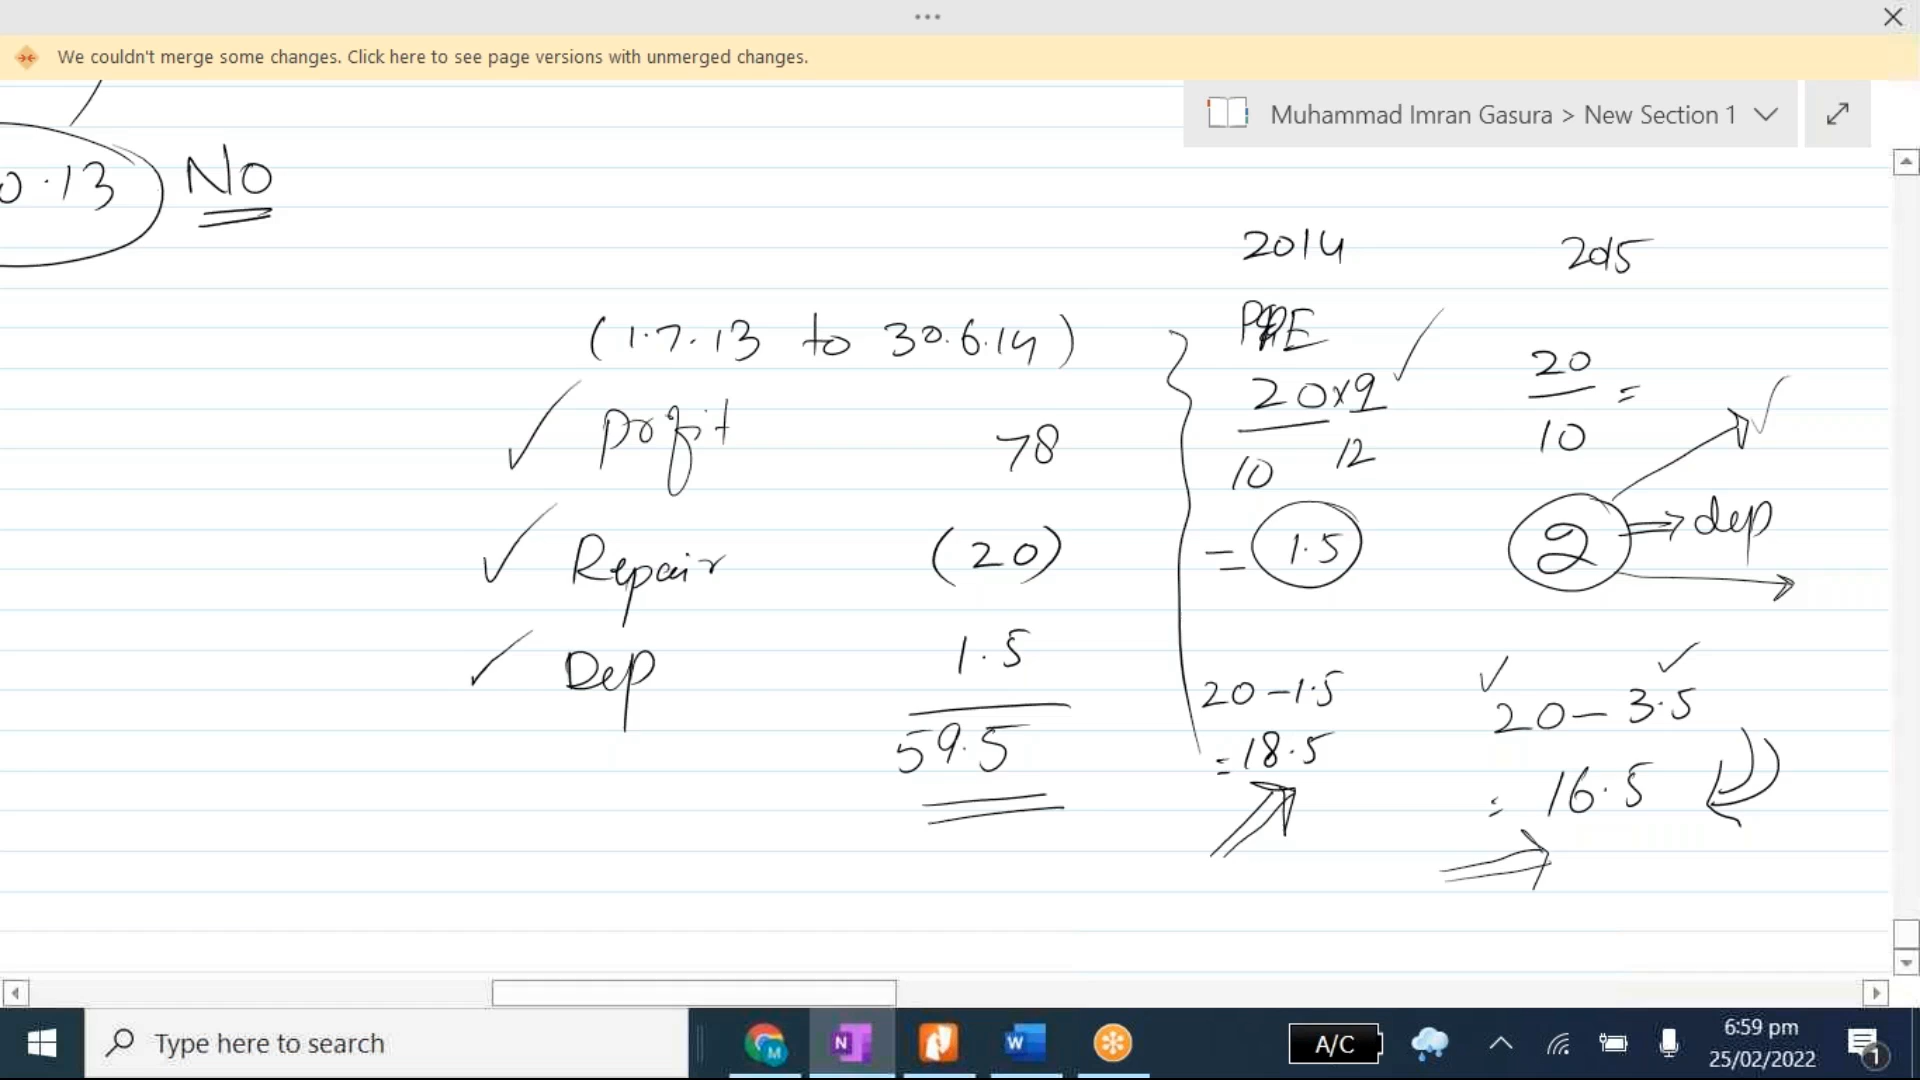 ...
We couldn't merge some changes. Click here to see page versions with unmerged changes.
Muhammad Imran Gasura > New Section 1
0.13 No
(1.7.13 to 30.6.14)
Profit 78
Repair (20)
Dep 1.5
59.5
2014
PPE
20x9
10 12
= 1.5
20-1.5
= 18.5
2015
20
=
10
2 ⇒ dep
20-3.5
= 16.5
Type here to search
M
N
W
A/C
6:59 pm
25/02/2022
1